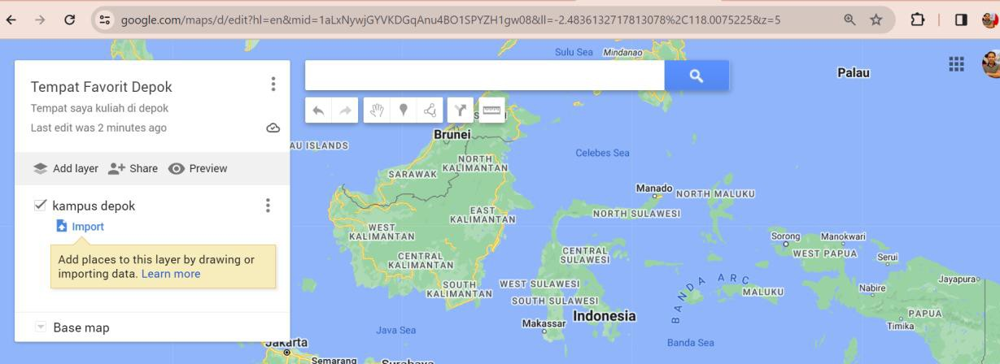 google.com/maps/d/edit?hl=en&mid=1aLxNywjGYVKDGqAnu4BO1SPYZH1gw08&ll=-2.4836132717813078%2C118.0075225&z=5
Tempat Favorit Depok
Tempat saya kuliah di depok
Last edit was 2 minutes ago
Add layer
Share
Preview
kampus depok
Import
Add places to this layer by drawing or
importing data. Learn more
Base map
Sulu Sea
Mindanao
Palau
Brunei
AU ISLANDS
Celebes Sea
NORTH
KALIMANTAN
SARAWAK
Manado
NORTH MALUKU
EAST
KALIMANTAN
NORTH SULAWESI
WEST
KALIMANTAN
Sorong
Manokwari
CENTRAL
SULAWESI
WEST PAPUA
CENTRAL
KALIMANTAN
Serui
SOUTH
KALIMANTAN
WEST SULAWESI
BANDA ARC
MALUKU
Nabire
Jayapura
SOUTH SULAWESI
Indonesia
PAPUA
Makassar
Timika
Java Sea
Banda Sea
Jakarta
Semarang
Surabaya